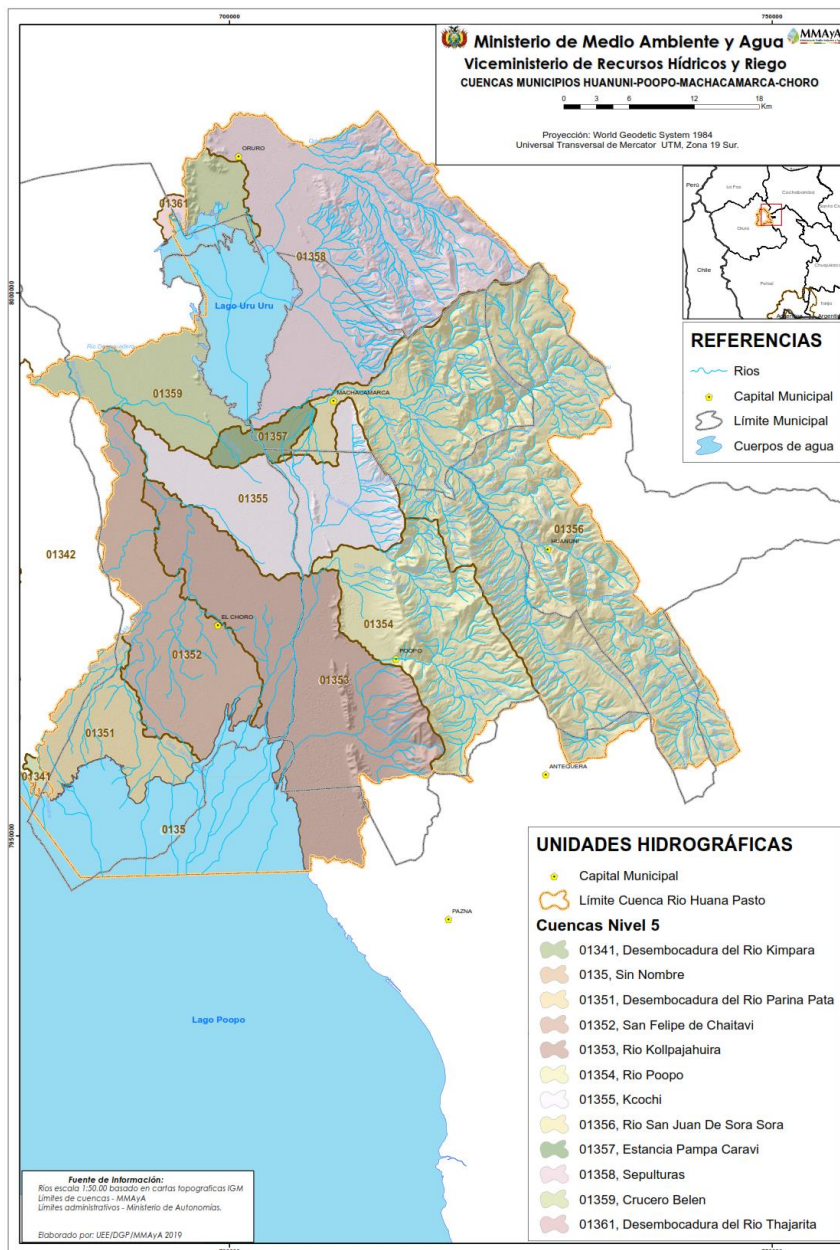 700000
750000
Ministerio de Medio Ambiente y Agua
MMAyA
Viceministerio de Recursos Hídricos y Riego
CUENCAS MUNICIPIOS HUANUNI-POOPO-MACHACAMARCA-CHORO
0 3 6 12 18
Km
Proyección: World Geodetic System 1984
Universal Transversal de Mercator UTM, Zona 19 Sur.
ORURO
01361
01358
Perú
La Paz
Cochabamba
Oruro
Chile
Potosi
Chuquisaca
Tarija
8000000
Lago Uru Uru
REFERENCIAS
Rios
Capital Municipal
Límite Municipal
Cuerpos de agua
01359
MACHACAMARCA
01357
01355
01356
HUANUNI
01342
01354
EL CHORO
POOPO
01352
01353
01351
01341
ANTEQUERA
0135
7950000
PAZNA
Lago Poopo
UNIDADES HIDROGRÁFICAS
Capital Municipal
Límite Cuenca Rio Huana Pasto
Cuencas Nivel 5
01341, Desembocadura del Rio Kimpara
0135, Sin Nombre
01351, Desembocadura del Rio Parina Pata
01352, San Felipe de Chaitavi
01353, Rio Kollpajahuira
01354, Rio Poopo
01355, Kcochi
01356, Rio San Juan De Sora Sora
01357, Estancia Pampa Caravi
01358, Sepulturas
01359, Crucero Belen
01361, Desembocadura del Rio Thajarita
Fuente de Información:
Rios escala 1:50.00 basado en cartas topograficas IGM
Limites de cuencas - MMAyA
Limites administrativos - Ministerio de Autonomías.
Elaborado por: UEE/DGP/MMAyA 2019